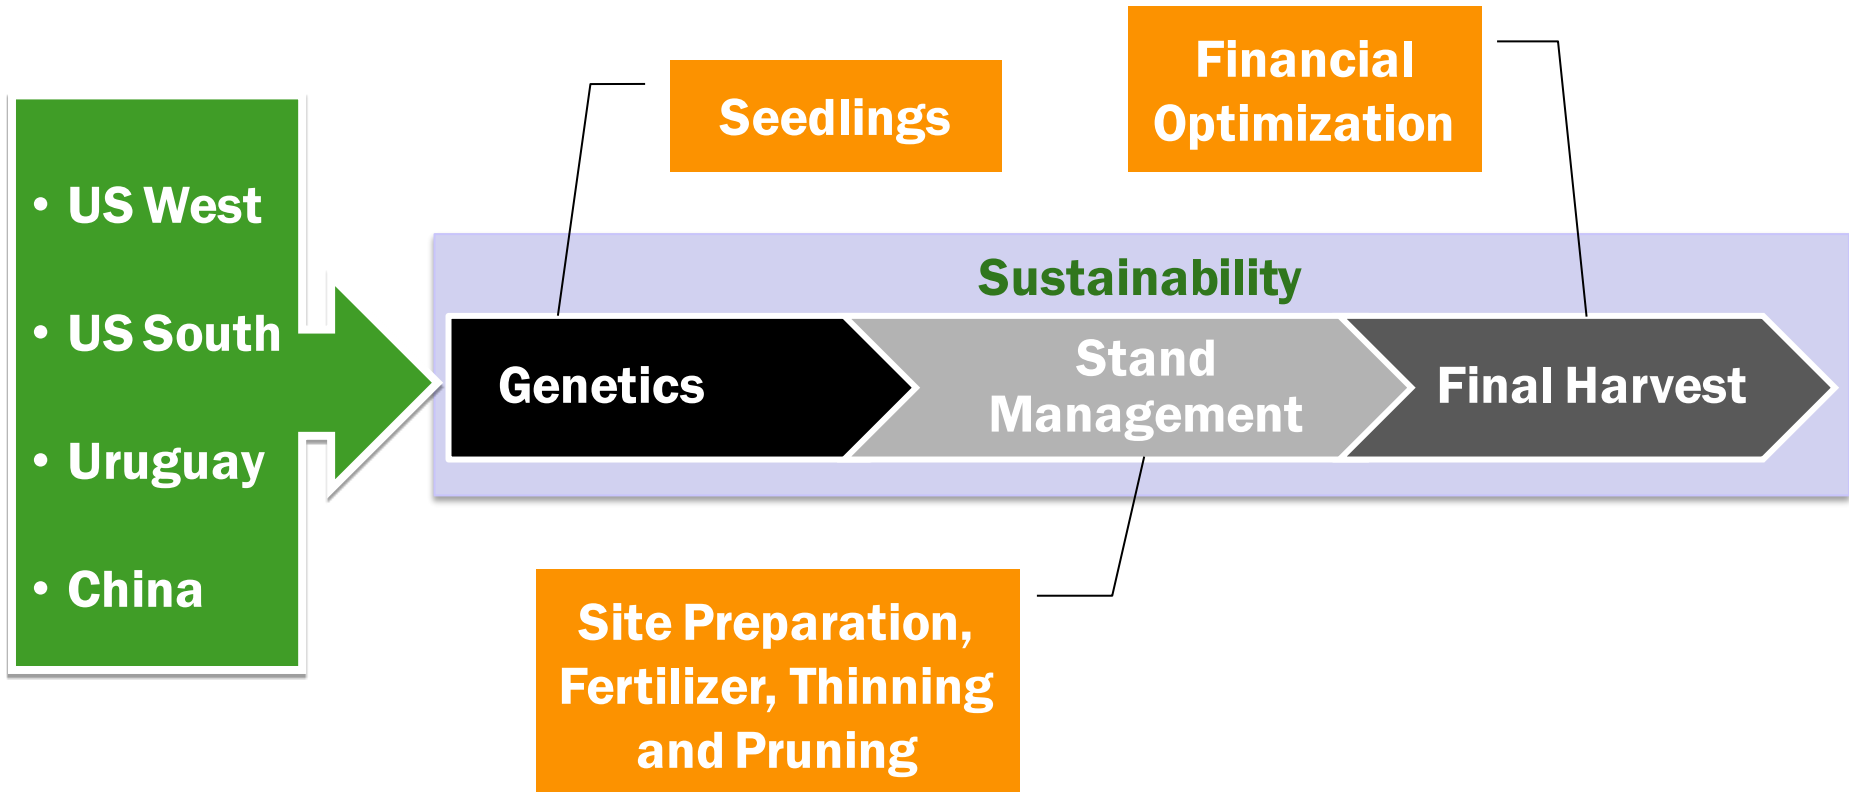 • US West
• US South
• Uruguay
• China
Seedlings
Financial
Optimization
Sustainability
Genetics
Stand
Management
Final Harvest
Site Preparation,
Fertilizer, Thinning
and Pruning